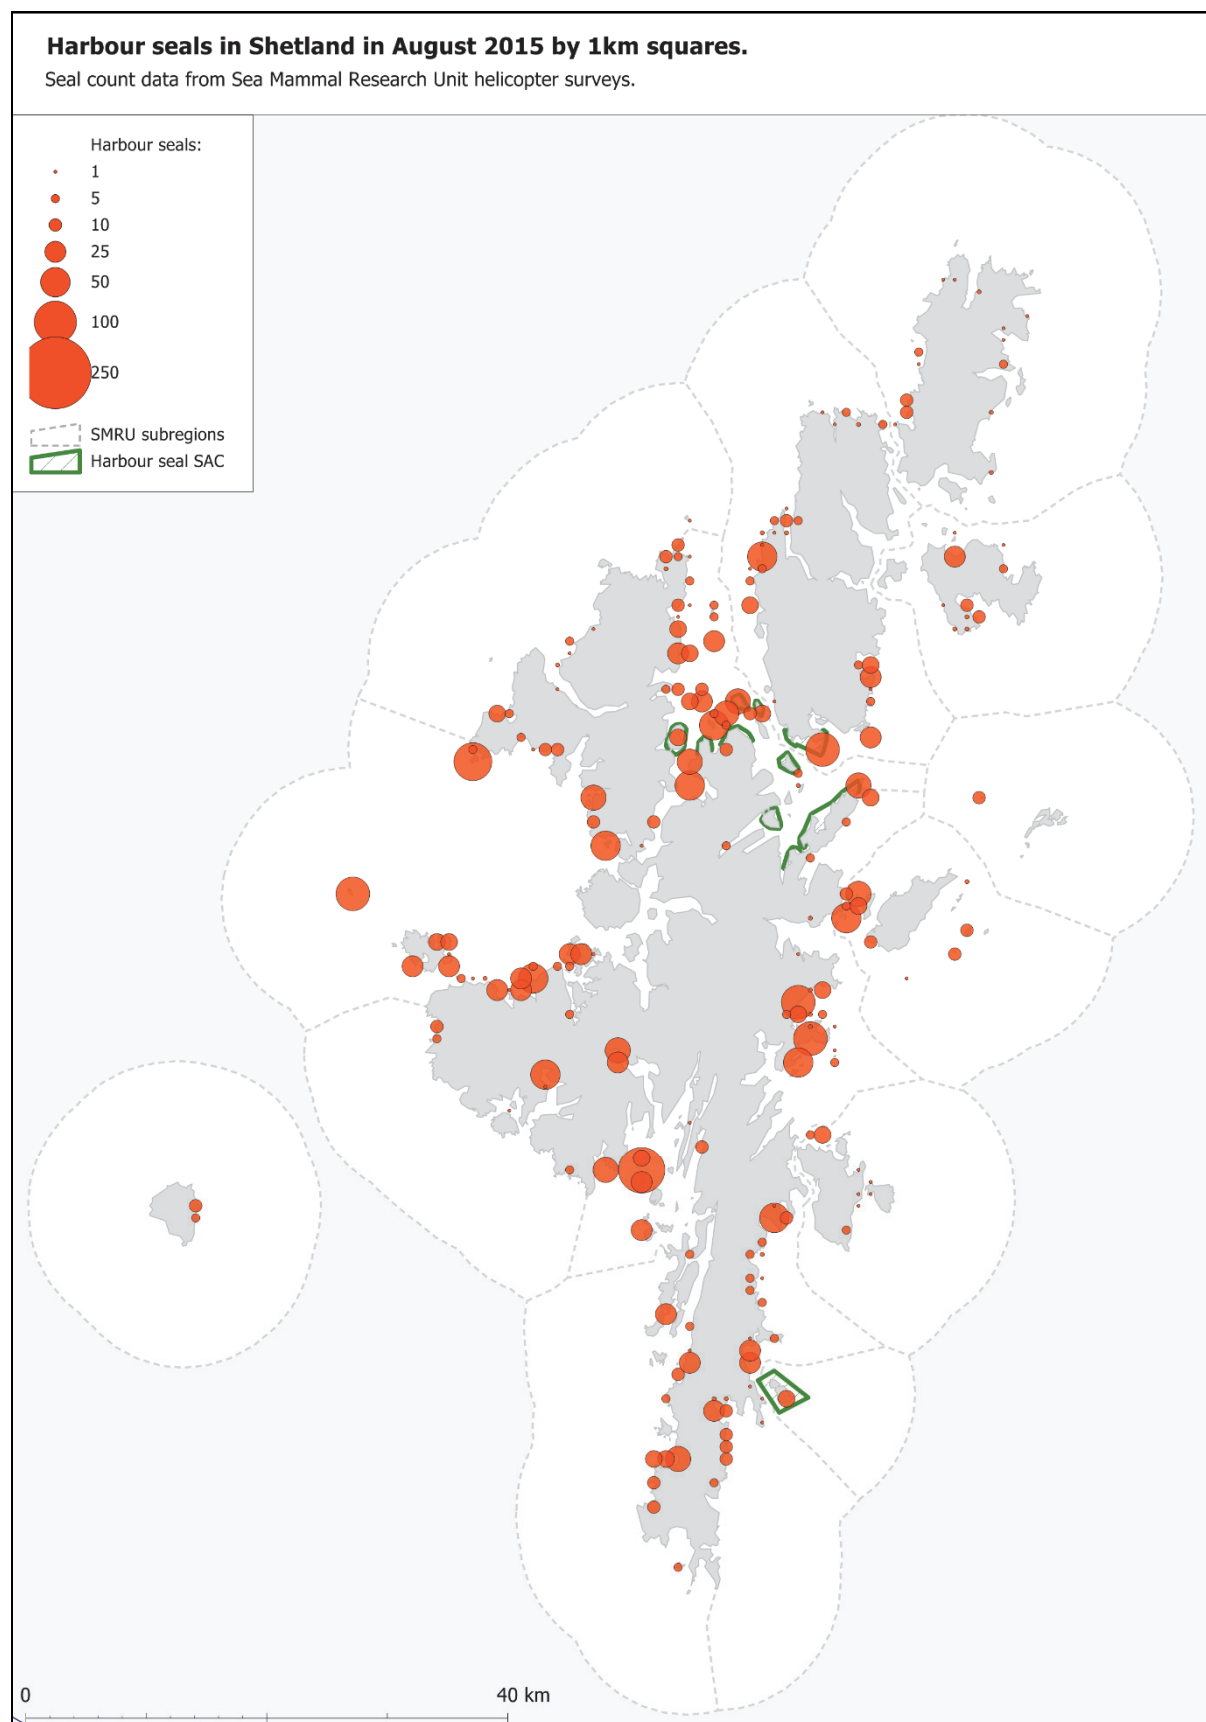 Harbour seals in Shetland in August 2015 by 1km squares.
Seal count data from Sea Mammal Research Unit helicopter surveys.
Harbour seals:
1
5
10
25
50
100
250
SMRU subregions
Harbour seal SAC
0 40 km